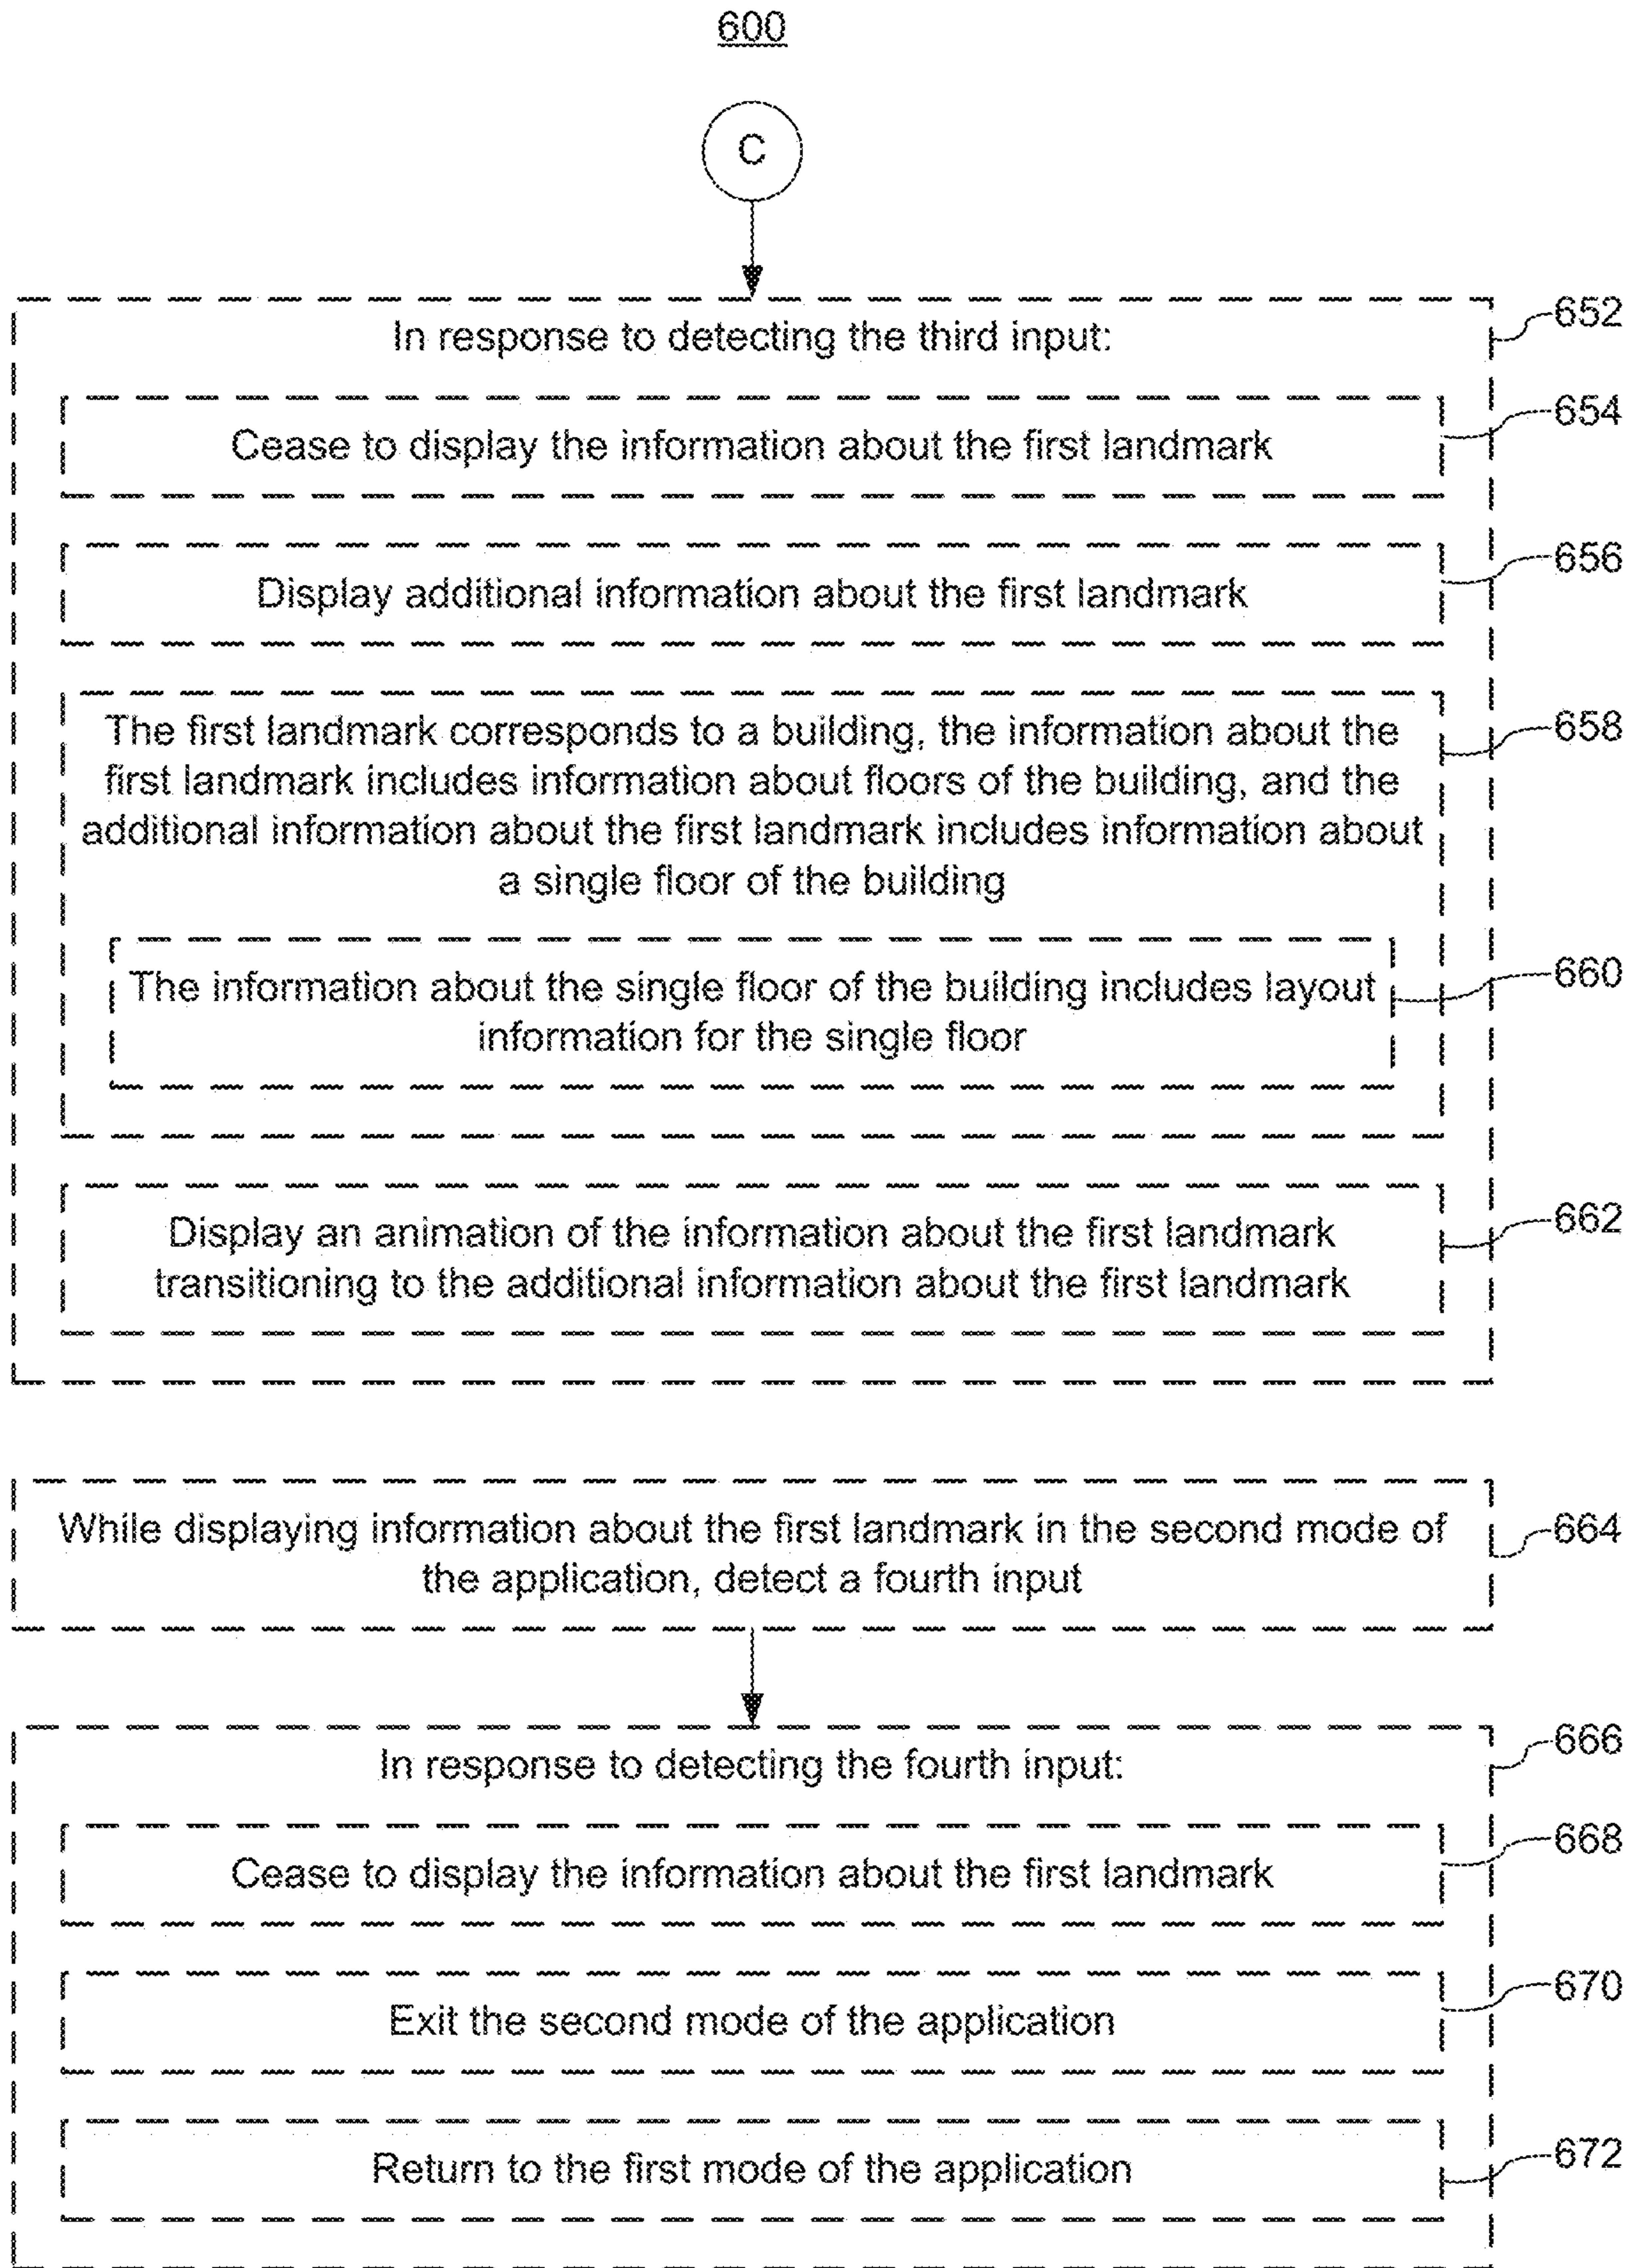 600
C
In response to detecting the third input:
652
Cease to display the information about the first landmark
654
Display additional information about the first landmark
656
The first landmark corresponds to a building, the information about the
first landmark includes information about floors of the building, and the
additional information about the first landmark includes information about
a single floor of the building
658
The information about the single floor of the building includes layout
information for the single floor
660
Display an animation of the information about the first landmark
transitioning to the additional information about the first landmark
662
While displaying information about the first landmark in the second mode of
the application, detect a fourth input
664
In response to detecting the fourth input:
666
Cease to display the information about the first landmark
668
Exit the second mode of the application
670
Return to the first mode of the application
672